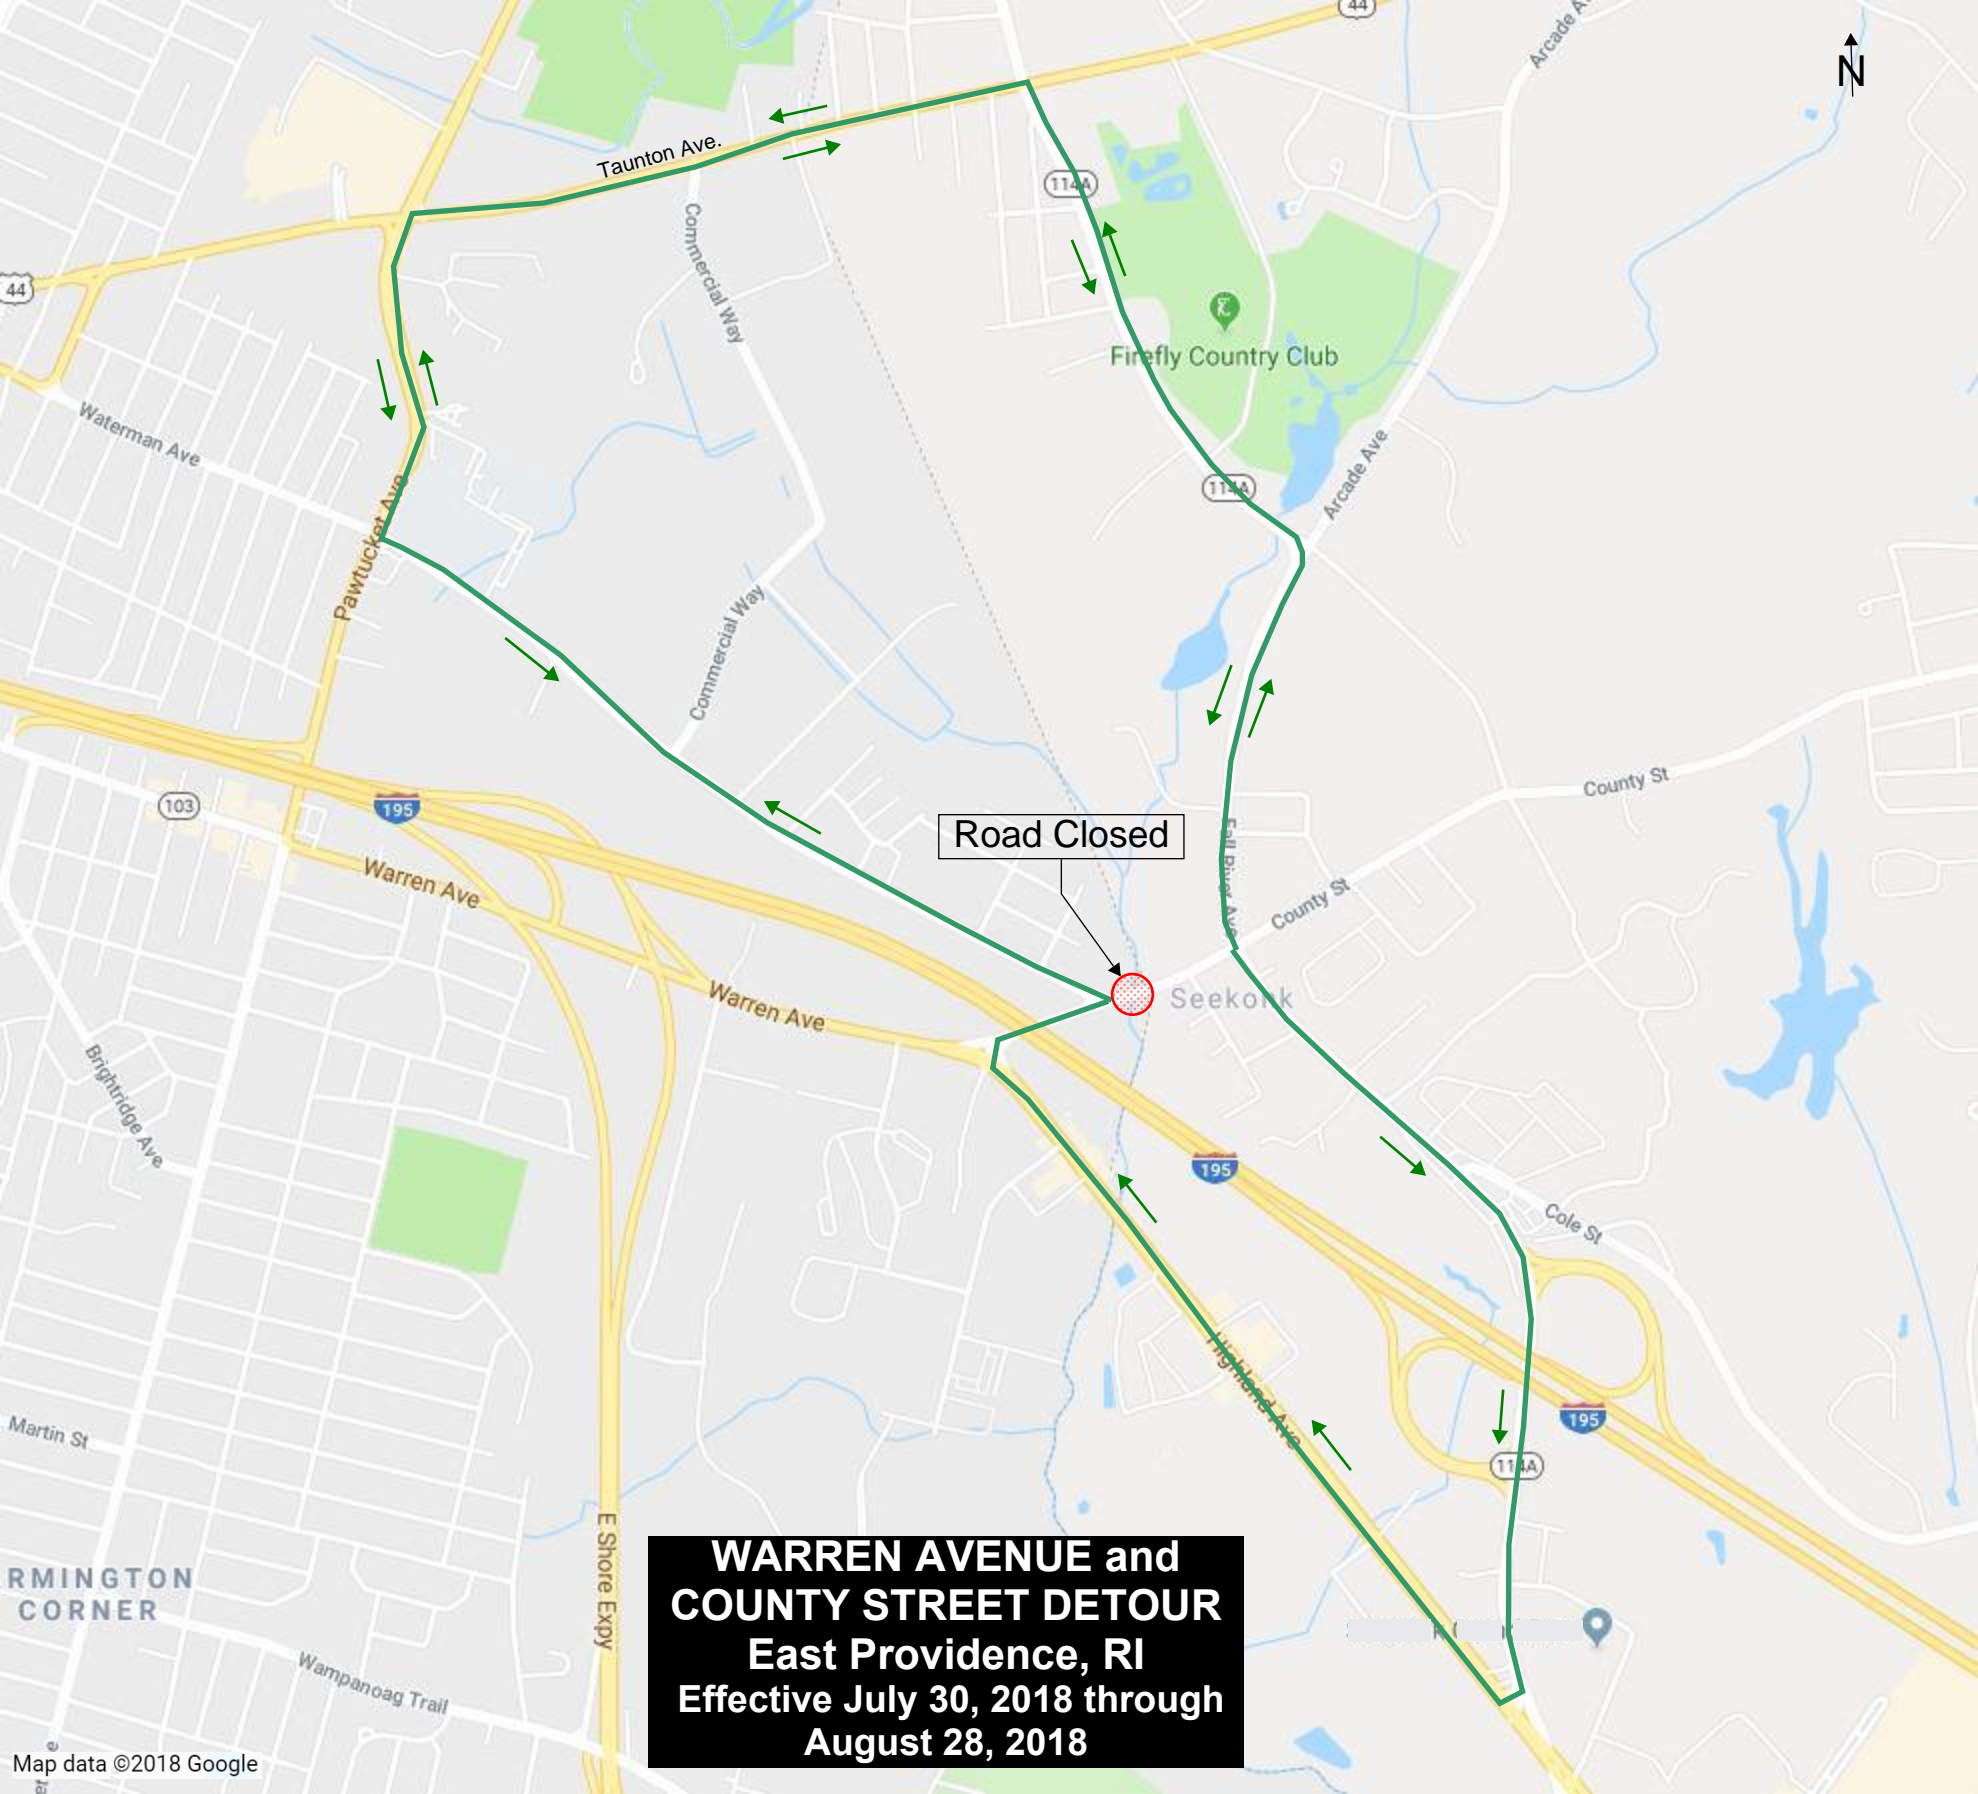 44
Arcade A
N
Taunton Ave.
114A
Commercial Way
44
Firefly Country Club
Waterman Ave
Arcade Ave
114A
Pawtucket Ave
Commercial Way
County St
103
195
Road Closed
Fall River Ave
Warren Ave
County St
Warren Ave
Seekonk
Brightridge Ave
195
Cole St
Highland Ave
195
Martin St
114A
E Shore Expy
WARREN AVENUE and
COUNTY STREET DETOUR
East Providence, RI
Effective July 30, 2018 through
August 28, 2018
RMINGTON
CORNER
Wampanoag Trail
Map data ©2018 Google